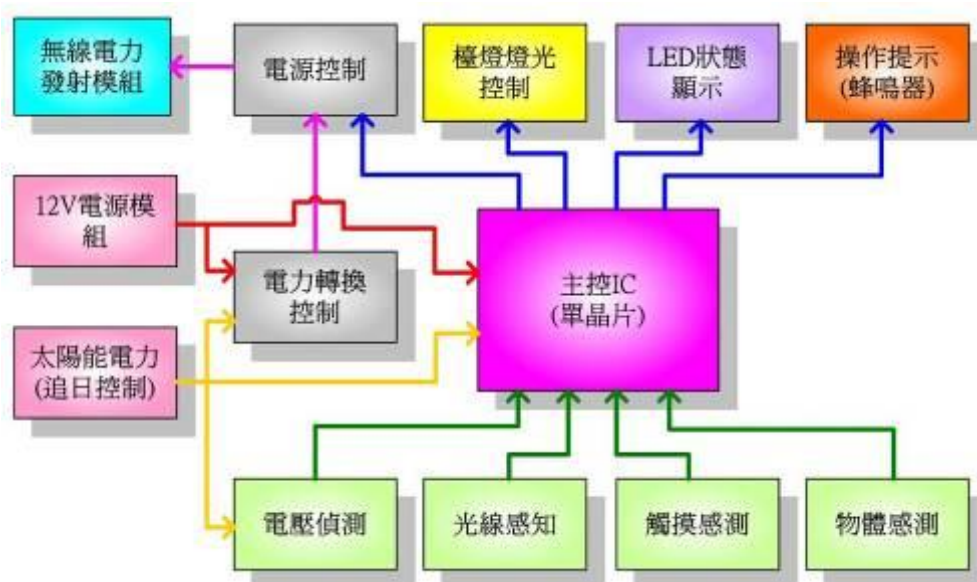 無線電力
發射模組
電源控制
檯燈燈光
控制
LED狀態
顯示
操作提示
(蜂鳴器)
12V電源模
組
電力轉換
控制
主控IC
(單晶片)
太陽能電力
(追日控制)
電壓偵測
光線感知
觸摸感測
物體感測